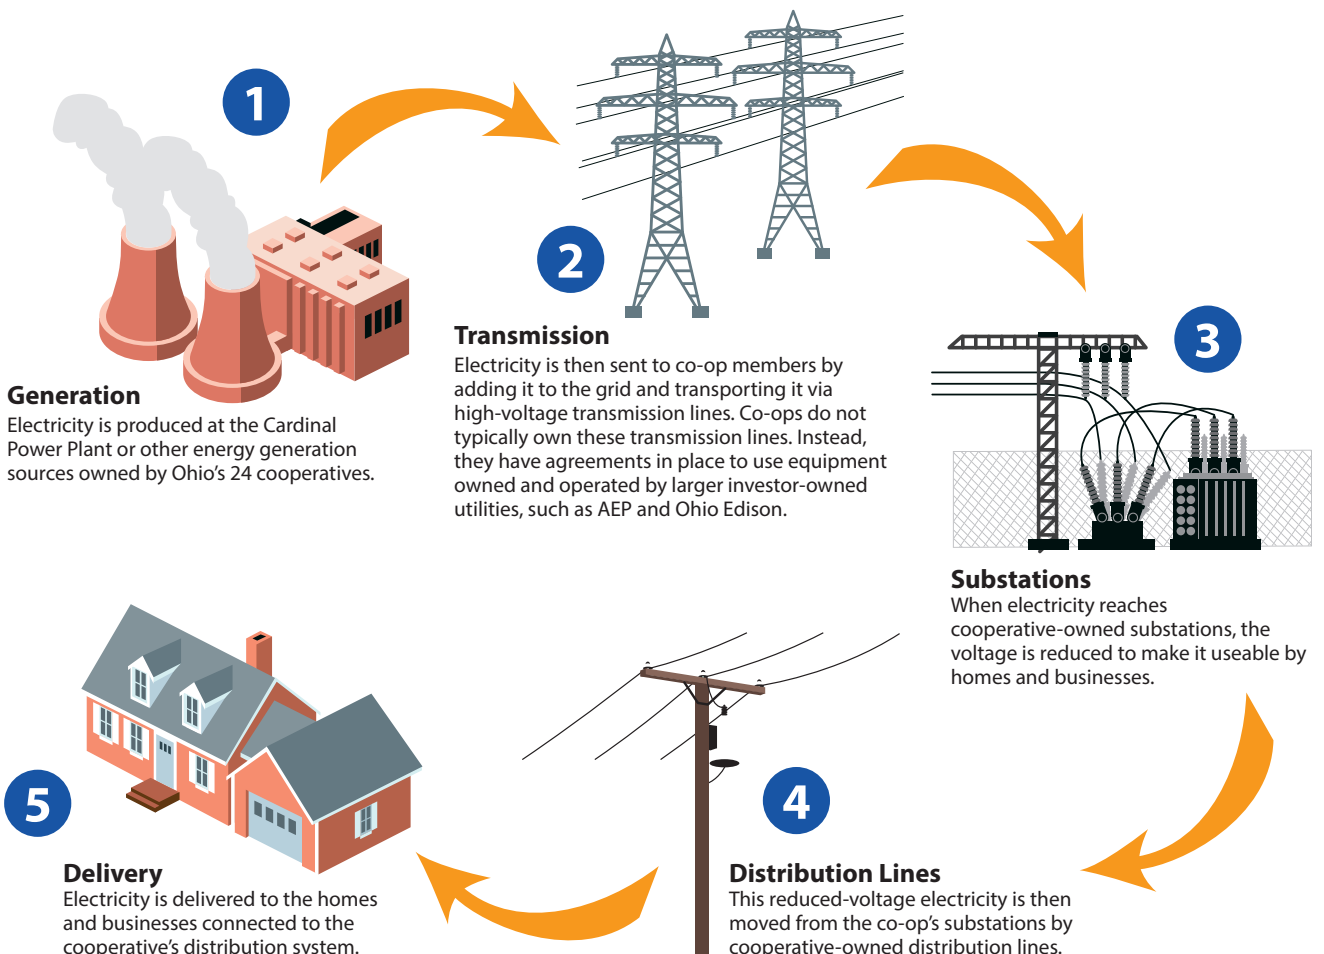 1
Generation
Electricity is produced at the Cardinal
Power Plant or other energy generation
sources owned by Ohio’s 24 cooperatives.
2
Transmission
Electricity is then sent to co-op members by
adding it to the grid and transporting it via
high-voltage transmission lines. Co-ops do not
typically own these transmission lines. Instead,
they have agreements in place to use equipment
owned and operated by larger investor-owned
utilities, such as AEP and Ohio Edison.
3
Substations
When electricity reaches
cooperative-owned substations, the
voltage is reduced to make it useable by
homes and businesses.
4
Distribution Lines
This reduced-voltage electricity is then
moved from the co-op’s substations by
cooperative-owned distribution lines.
5
Delivery
Electricity is delivered to the homes
and businesses connected to the
cooperative’s distribution system.